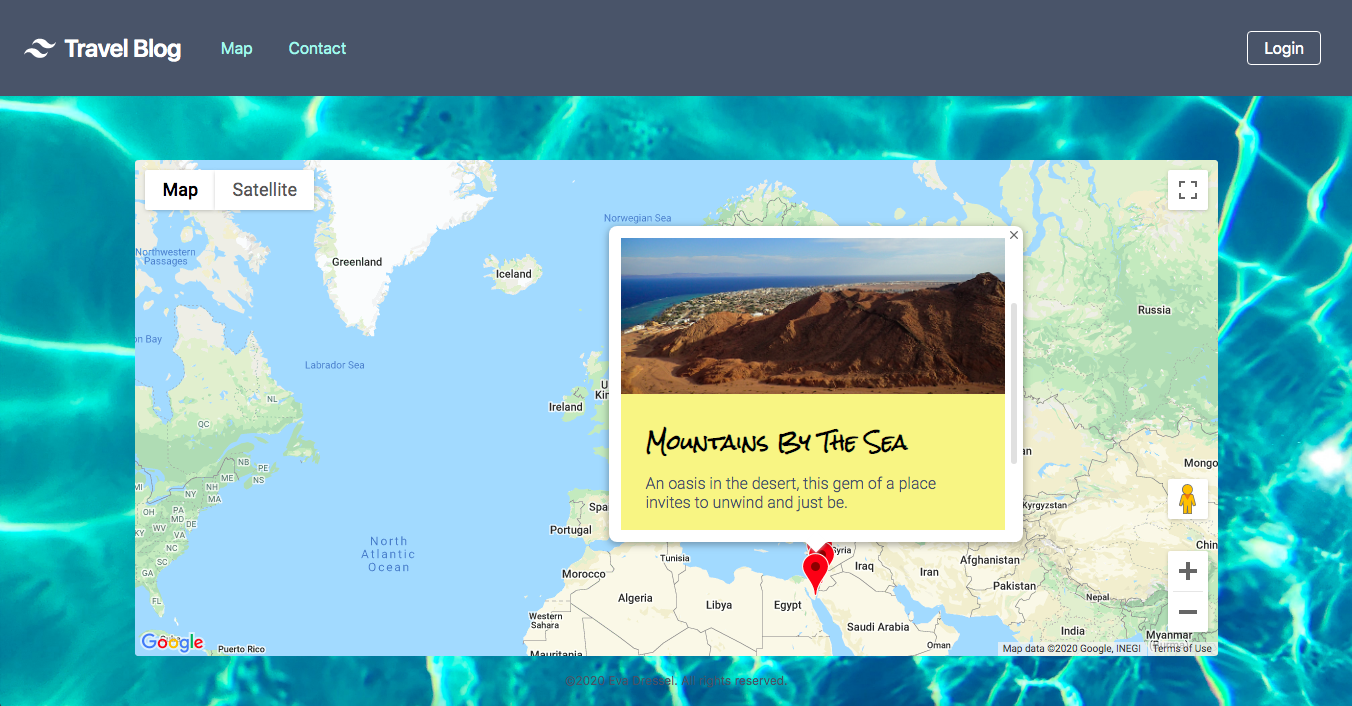 Travel Blog
Map
Contact
Login
Map
Satellite
Norwegian Sea
Northwestern
Passages
Greenland
Iceland
Russia
on Bay
Labrador Sea
NL
U
Kin
Ireland
QC
Mountains By The Sea
NB
PE
MI
ME
NS
NH
NY
MA
An oasis in the desert, this gem of a place
invites to unwind and just be.
an
Mongo
Kyrgyzstan
OH
PA
MD
DE
KY
WV
VA
NC
SC
GA
FL
Spa
Portugal
North
Atlantic
Ocean
Tunisia
Syria
Morocco
Iraq
Iran
Afghanistan
Chin
Pakistan
Algeria
Libya
Egypt
Nepal
Western
Sahara
Saudi Arabia
India
Oman
Myanmar
Mauritania
Google
Puerto Rico
Map data ©2020 Google, INEGI
Terms of Use
All rights reserved.